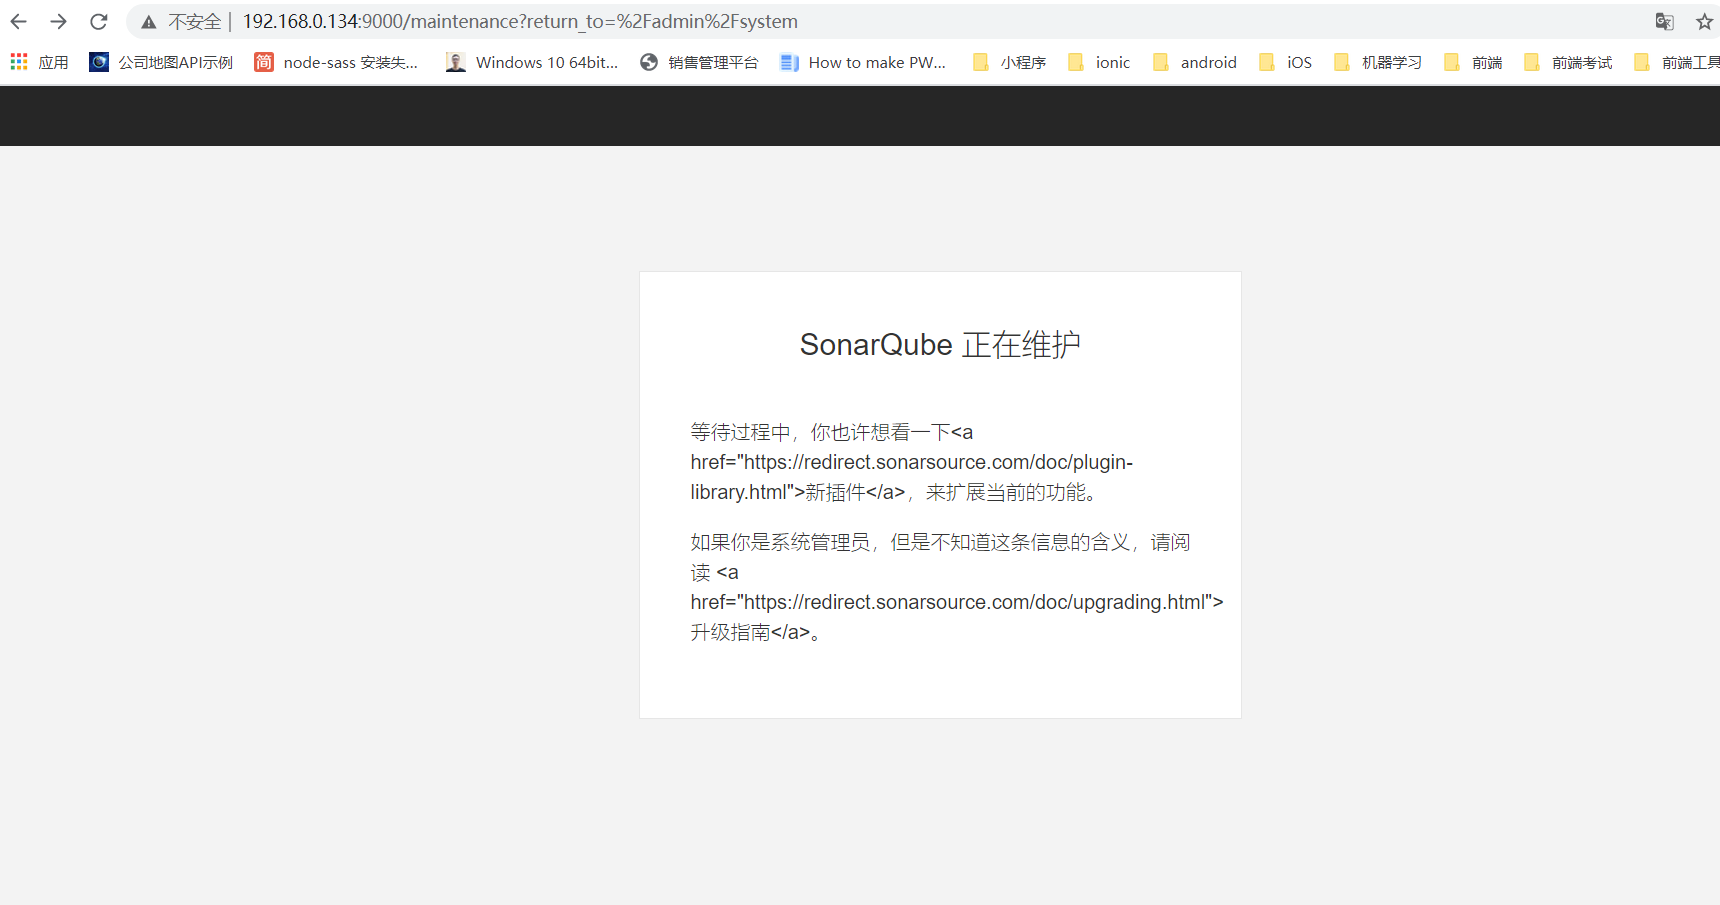 不安全 | 192.168.0.134:9000/maintenance?return_to=%2Fadmin%2Fsystem
应用 公司地图API示例 简 node-sass 安装失... Windows 10 64bit... 销售管理平台 How to make PW... 小程序 ionic android iOS 机器学习 前端 前端考试 前端工具
SonarQube 正在维护
等待过程中，你也许想看一下<a
href="https://redirect.sonarsource.com/doc/plugin-
library.html">新插件</a>，来扩展当前的功能。
如果你是系统管理员，但是不知道这条信息的含义，请阅
读 <a
href="https://redirect.sonarsource.com/doc/upgrading.html">
升级指南</a>。